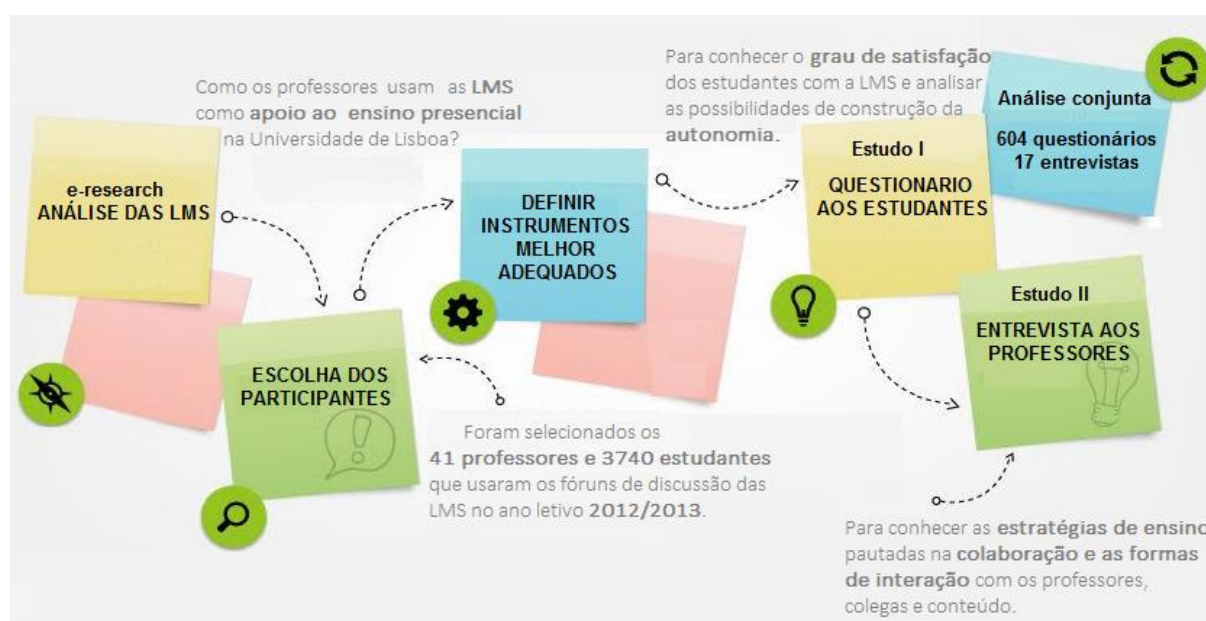 Como os professores usam as LMS
como apoio ao ensino presencial
na Universidade de Lisboa?
e-research
ANÁLISE DAS LMS
ESCOLHA DOS
PARTICIPANTES
Foram selecionados os
41 professores e 3740 estudantes
que usaram os fóruns de discussão das
LMS no ano letivo 2012/2013.
DEFINIR
INSTRUMENTOS
MELHOR
ADEQUADOS
Para conhecer o grau de satisfação
dos estudantes com a LMS e analisar
as possibilidades de construção da
autonomia.
Estudo I
QUESTIONARIO
AOS ESTUDANTES
Análise conjunta
604 questionários
17 entrevistas
Estudo II
ENTREVISTA AOS
PROFESSORES
Para conhecer as estratégias de ensino
pautadas na colaboração e as formas
de interação com os professores,
colegas e conteúdo.